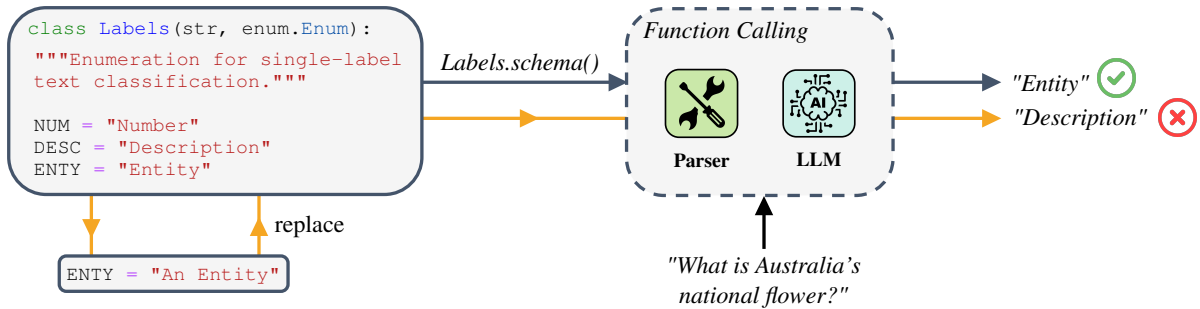 class Labels(str, enum.Enum):
"""Enumeration for single-label
text classification."""
NUM = "Number"
DESC = "Description"
ENTY = "Entity"
replace
ENTY = "An Entity"
Labels.schema()
Function Calling
AI
Parser
LLM
"What is Australia's
national flower?"
"Entity"
"Description"